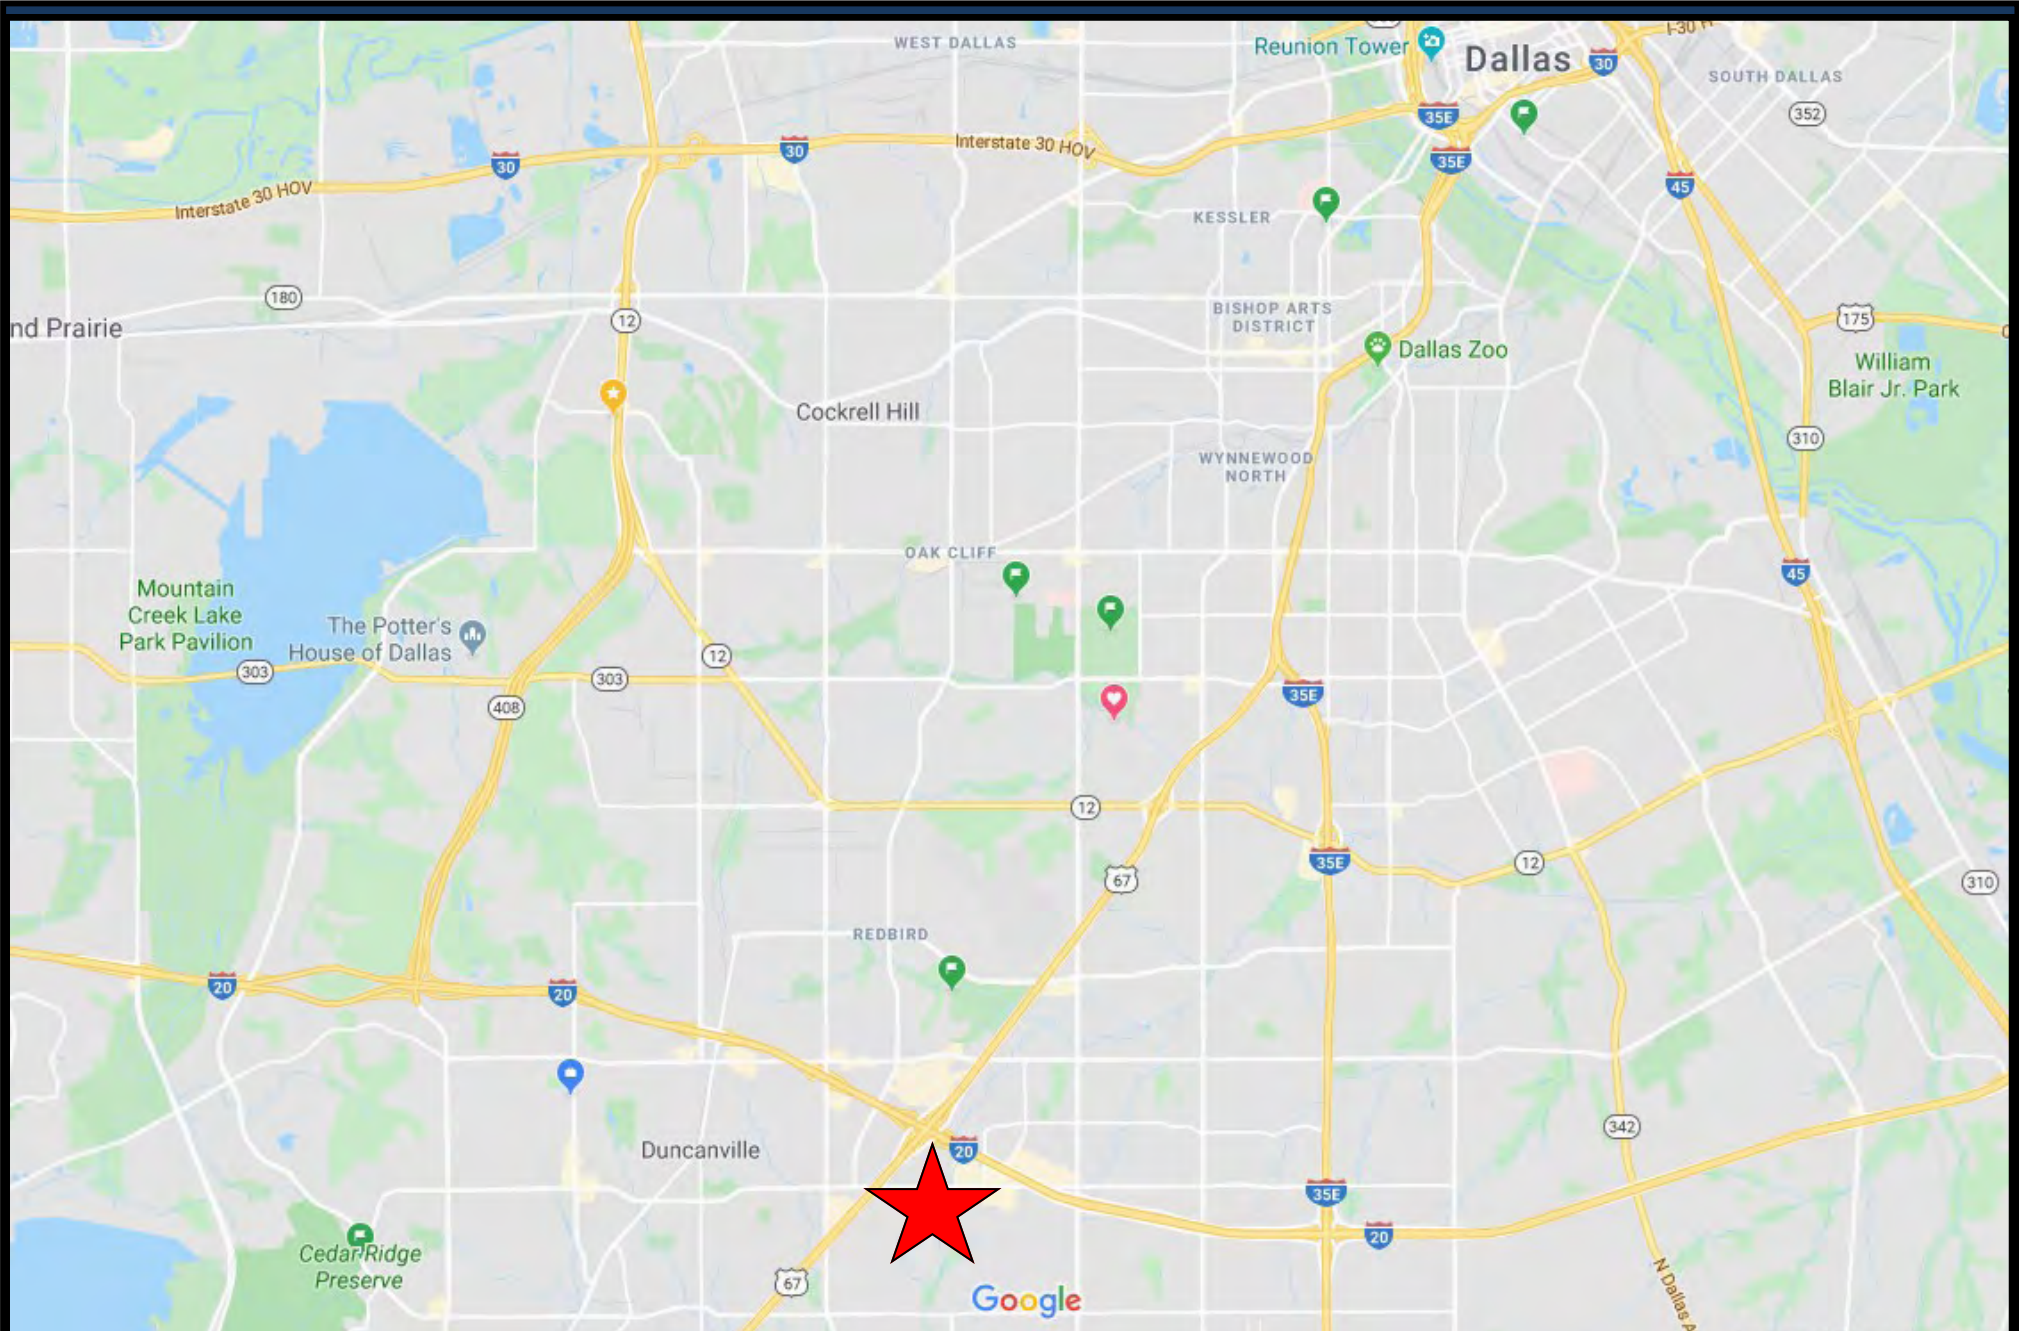 WEST DALLAS
Reunion Tower
Dallas
30
I-30 H
SOUTH DALLAS
352
35E
30
Interstate 30 HOV
30
35E
45
Interstate 30 HOV
KESSLER
180
12
BISHOP ARTS
DISTRICT
175
nd Prairie
Dallas Zoo
William
Blair Jr. Park
Cockrell Hill
310
WYNNEWOOD
NORTH
OAK CLIFF
45
Mountain
Creek Lake
Park Pavilion
The Potter's
House of Dallas
12
303
303
35E
408
12
35E
12
67
310
REDBIRD
20
20
342
Duncanville
20
35E
20
Cedar Ridge
Preserve
67
Google
N Dallas A